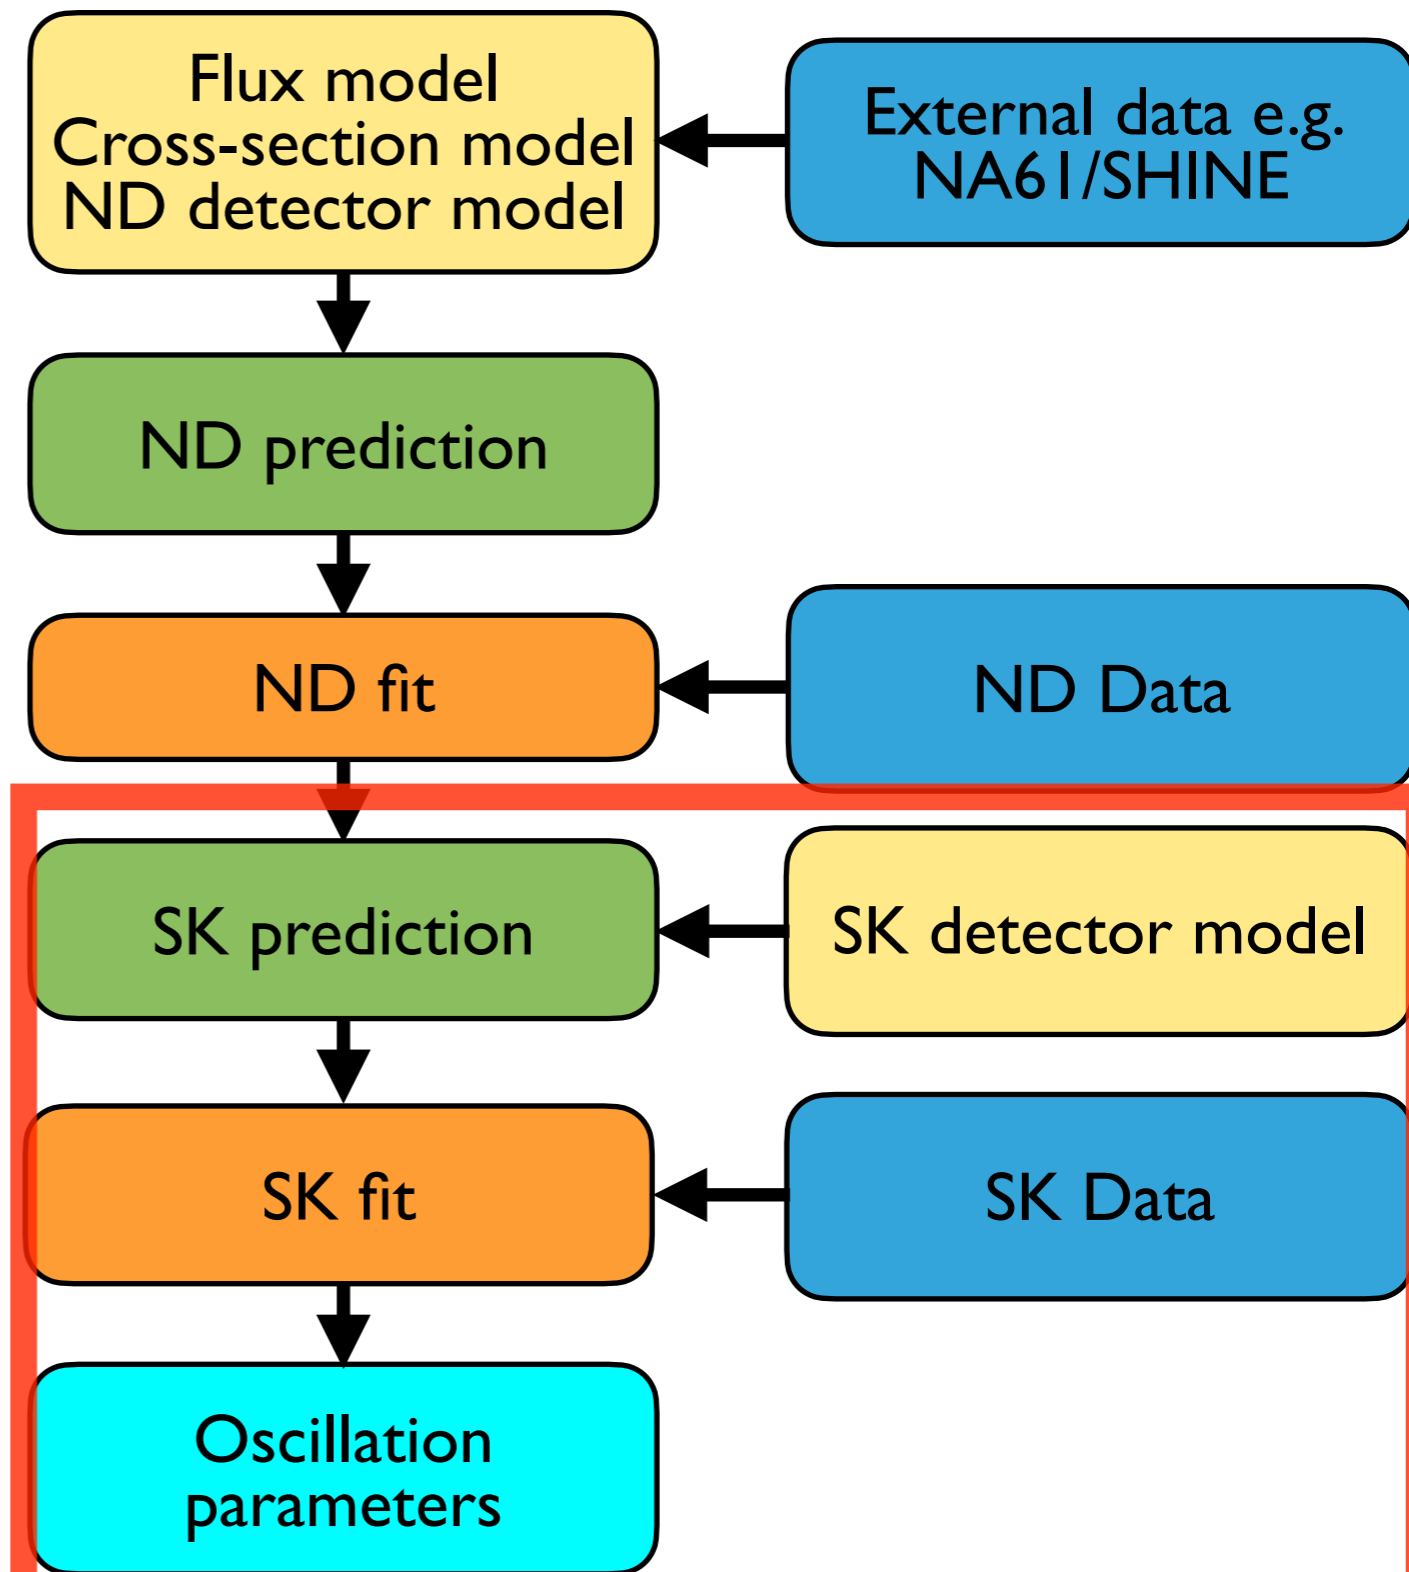 Flux model
Cross-section model
ND detector model
External data e.g.
NA61/SHINE
ND prediction
ND fit
ND Data
SK prediction
SK detector model
SK fit
SK Data
Oscillation
parameters